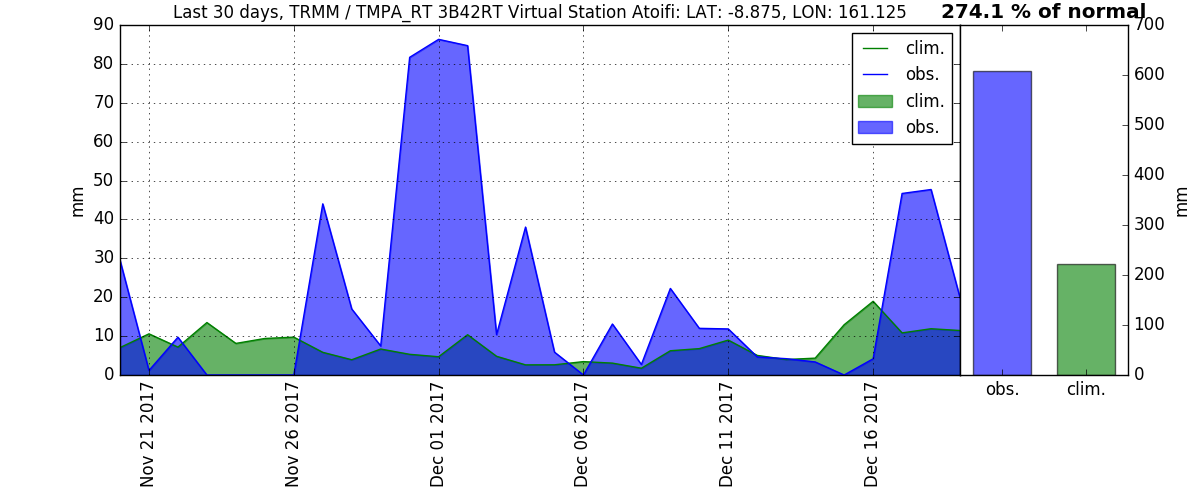 Last 30 days, TRMM / TMPA_RT 3B42RT Virtual Station Atoifi: LAT: -8.875, LON: 161.125
274.1 % of normal
90
80
70
60
50
40
30
20
10
0
mm
clim.
obs.
clim.
obs.
Nov 21 2017
Nov 26 2017
Dec 01 2017
Dec 06 2017
Dec 11 2017
Dec 16 2017
700
600
500
400
300
200
100
0
mm
obs.
clim.